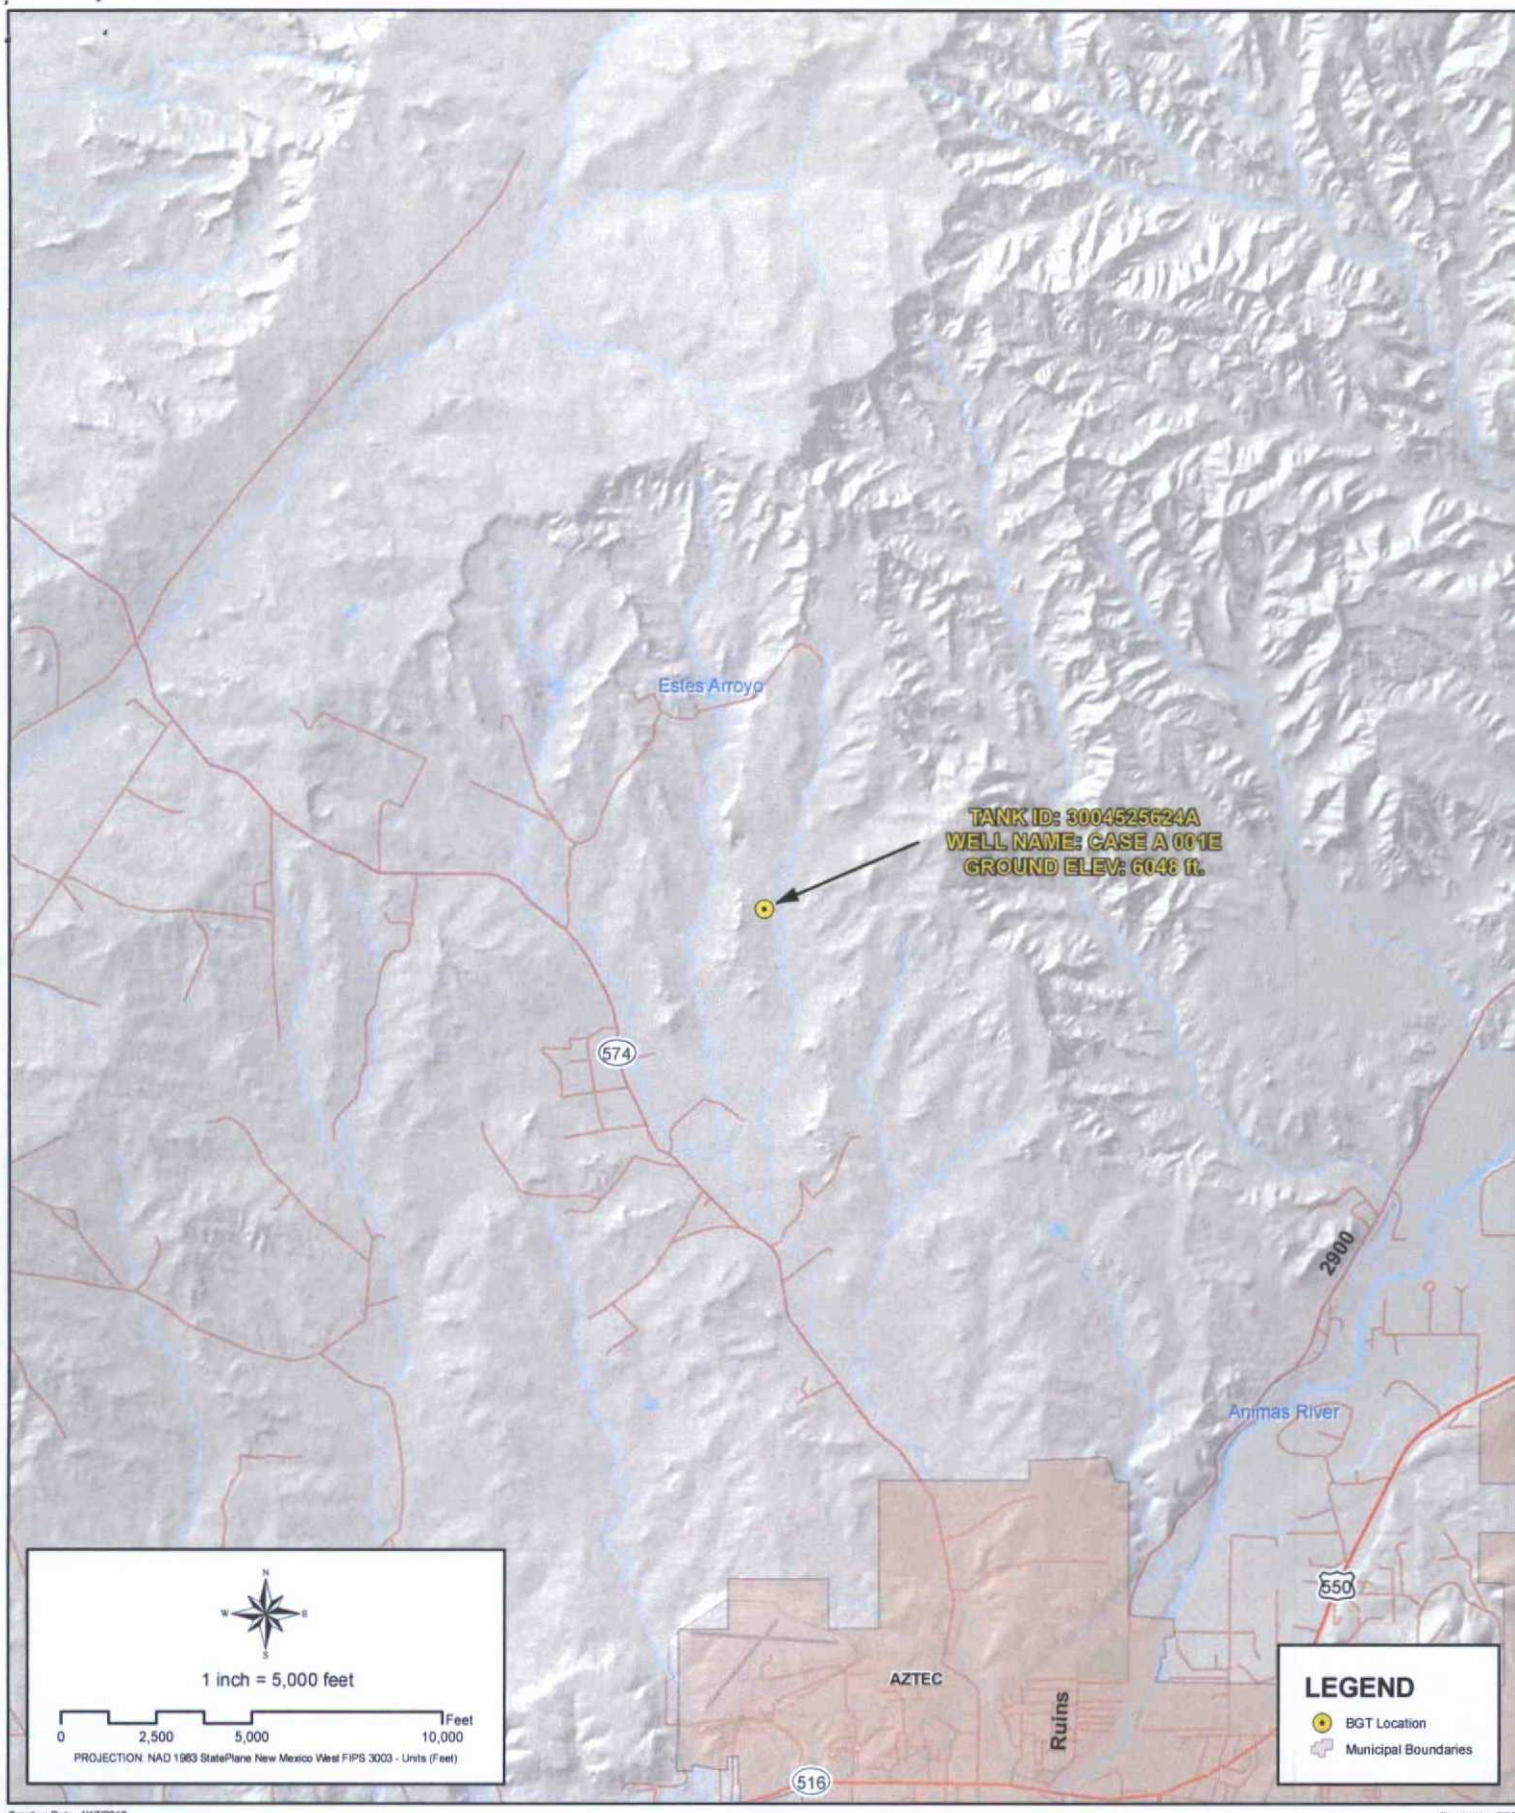 Estes Arroyo
TANK ID: 3004525624A
WELL NAME: CASE A 001E
GROUND ELEV: 6048 ft.
574
2900
Animas River
550
AZTEC
Ruins
516
N
W E
S
1 inch = 5,000 feet
Feet
0 2,500 5,000 10,000
PROJECTION: NAD 1983 StatePlane New Mexico West FIPS 3003 - Units (Feet)
LEGEND
BGT Location
Municipal Boundaries